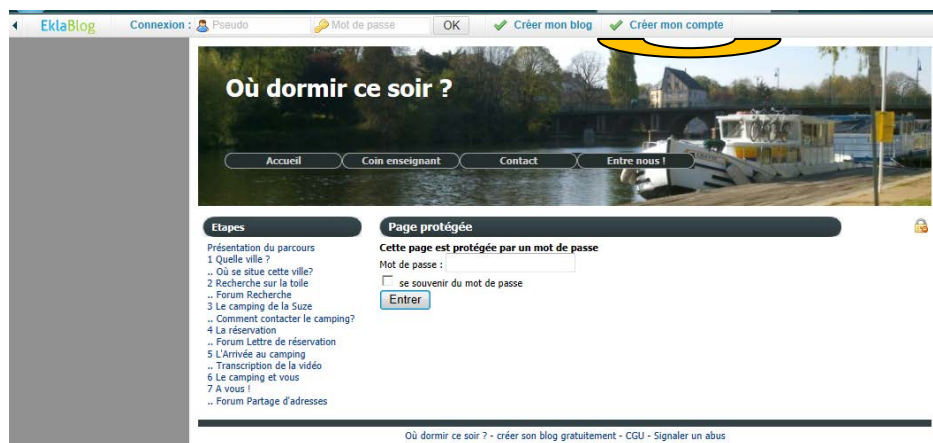 EklaBlog Connexion : Pseudo Mot de passe OK Créer mon blog Créer mon compte
Où dormir ce soir ?
Accueil Coin enseignant Contact Entre nous !
Etapes
Présentation du parcours
1 Quelle ville ?
.. Où se situe cette ville?
2 Recherche sur la toile
.. Forum Recherche
3 Le camping de la Suze
.. Comment contacter le camping?
4 La réservation
.. Forum Lettre de réservation
5 L'Arrivée au camping
.. Transcription de la vidéo
6 Le camping et vous
7 A vous !
.. Forum Partage d'adresses
Page protégée
Cette page est protégée par un mot de passe
Mot de passe :
se souvenir du mot de passe
Entrer
Où dormir ce soir ? - créer son blog gratuitement - CGU - Signaler un abus